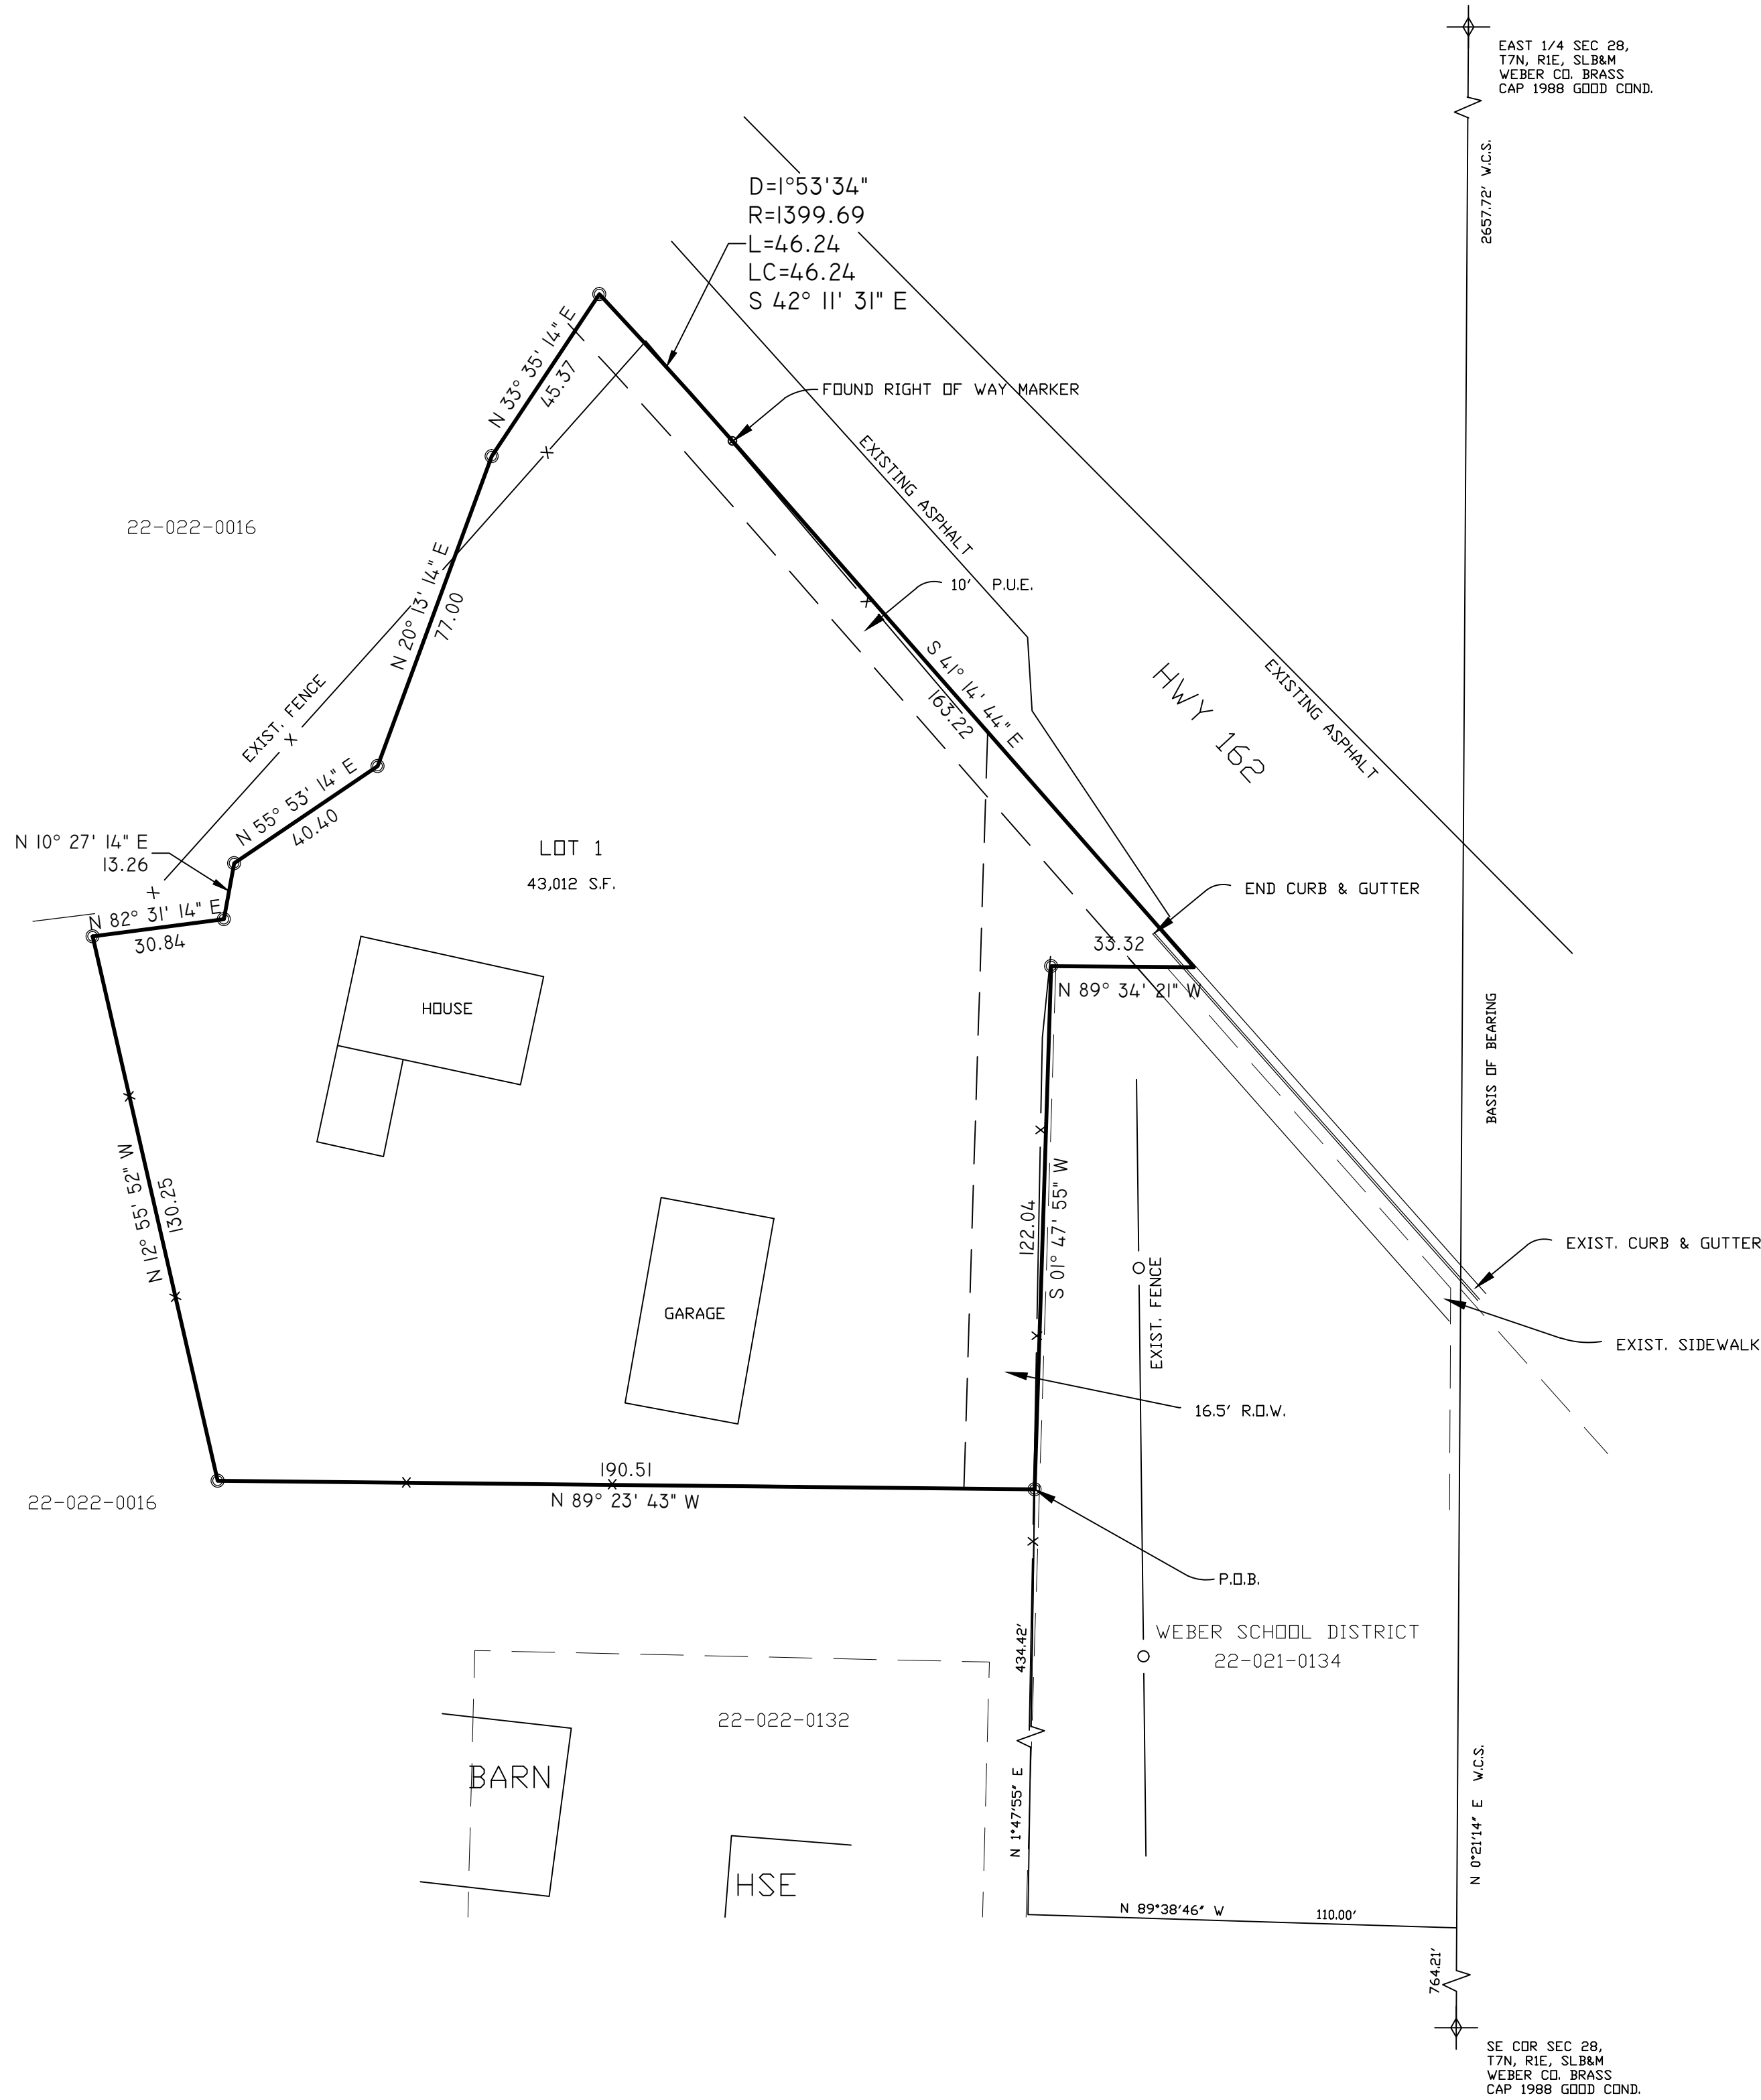 EAST 1/4 SEC 28,
T7N, R1E, SLB&M
WEBER CO. BRASS
CAP 1988 GOOD COND.
2657.72' W.C.S.
D=1°53'34"
R=1399.69
L=46.24
LC=46.24
S 42° 11' 31" E
N 33° 35' 14" E
45.37
FOUND RIGHT OF WAY MARKER
EXISTING ASPHALT
22-022-0016
10' P.U.E.
N 20° 13' 14" E
77.00
S 41° 14' 44" E
163.22
HWY 162
EXISTING ASPHALT
EXIST. FENCE
X
X
X
X
N 55° 53' 14" E
40.40
N 10° 27' 14" E
13.26
LOT 1
43,012 S.F.
END CURB & GUTTER
N 82° 31' 14" E
30.84
33.32
N 89° 34' 21" W
HOUSE
BASIS OF BEARING
X
X
N 12° 55' 52" W
130.25
X
X
122.04
S 01° 47' 55" W
EXIST. FENCE
EXIST. CURB & GUTTER
GARAGE
EXIST. SIDEWALK
16.5' R.O.W.
190.51
X
X
N 89° 23' 43" W
22-022-0016
X
P.O.B.
434.42'
WEBER SCHOOL DISTRICT
22-021-0134
22-022-0132
BARN
N 1°47'55" E
N 0°21'14" E W.C.S.
HSE
N 89°38'46" W
110.00'
764.21'
SE COR SEC 28,
T7N, R1E, SLB&M
WEBER CO. BRASS
CAP 1988 GOOD COND.